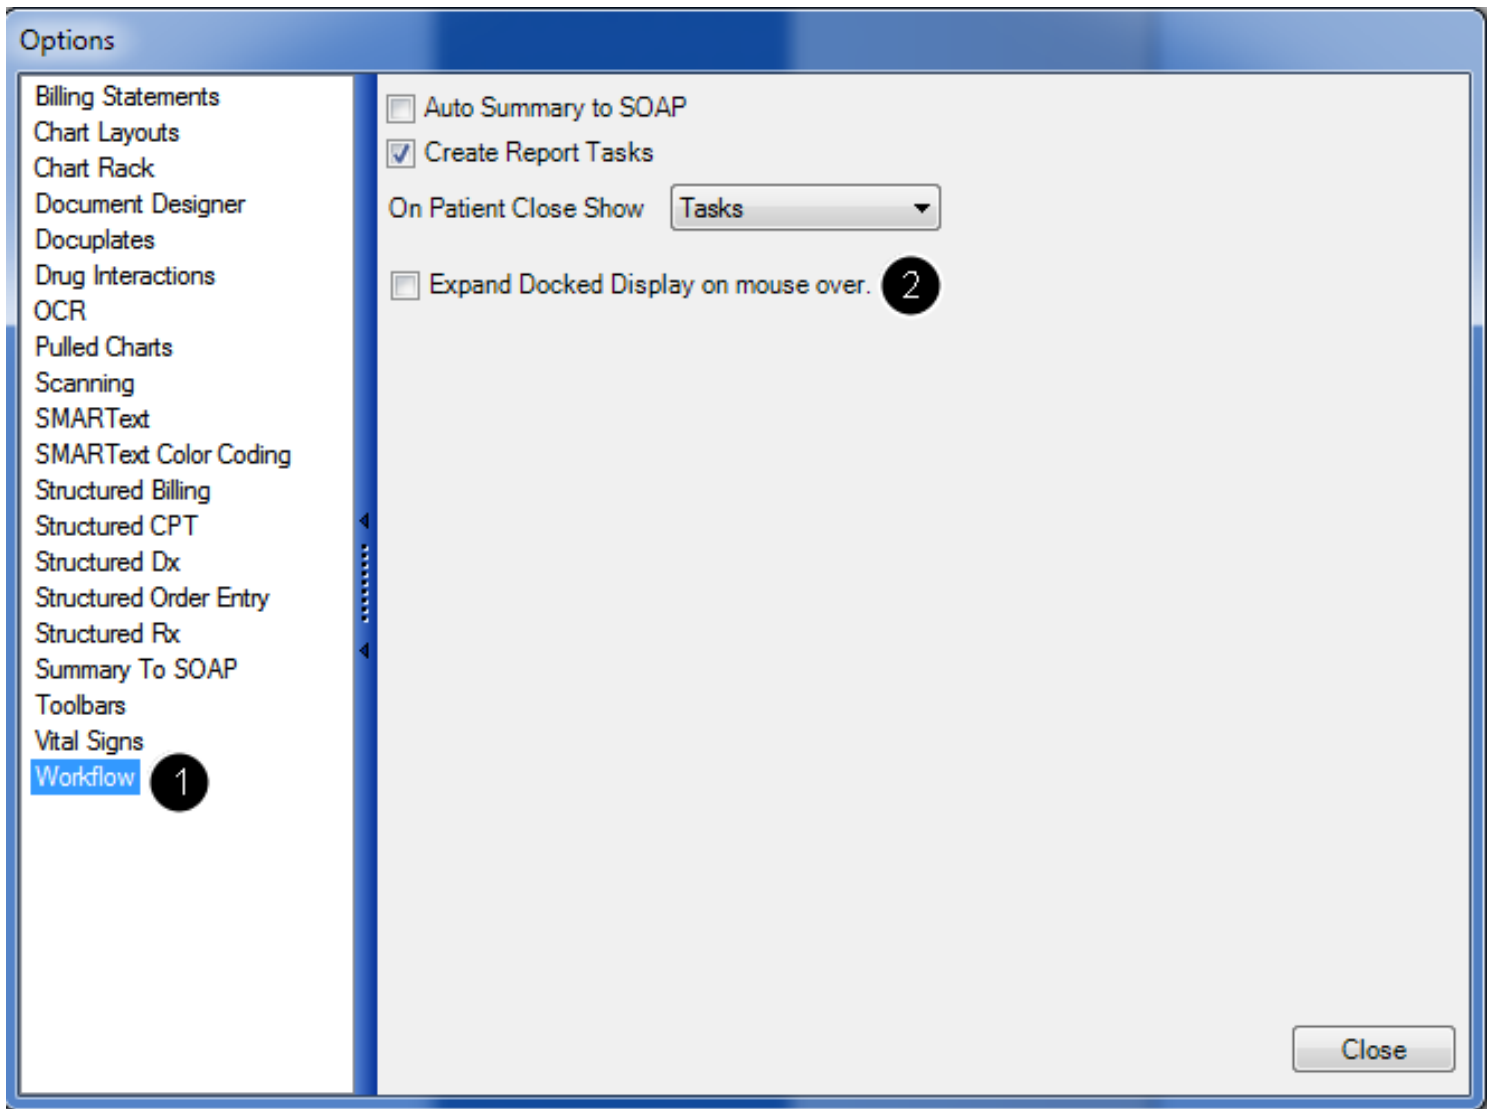 Options
Billing Statements
Chart Layouts
Chart Rack
Document Designer
Docuplates
Drug Interactions
OCR
Pulled Charts
Scanning
SMARText
SMARText Color Coding
Structured Billing
Structured CPT
Structured Dx
Structured Order Entry
Structured Rx
Summary To SOAP
Toolbars
Vital Signs
Workflow 1
Auto Summary to SOAP
Create Report Tasks
On Patient Close Show Tasks
Expand Docked Display on mouse over. 2
Close